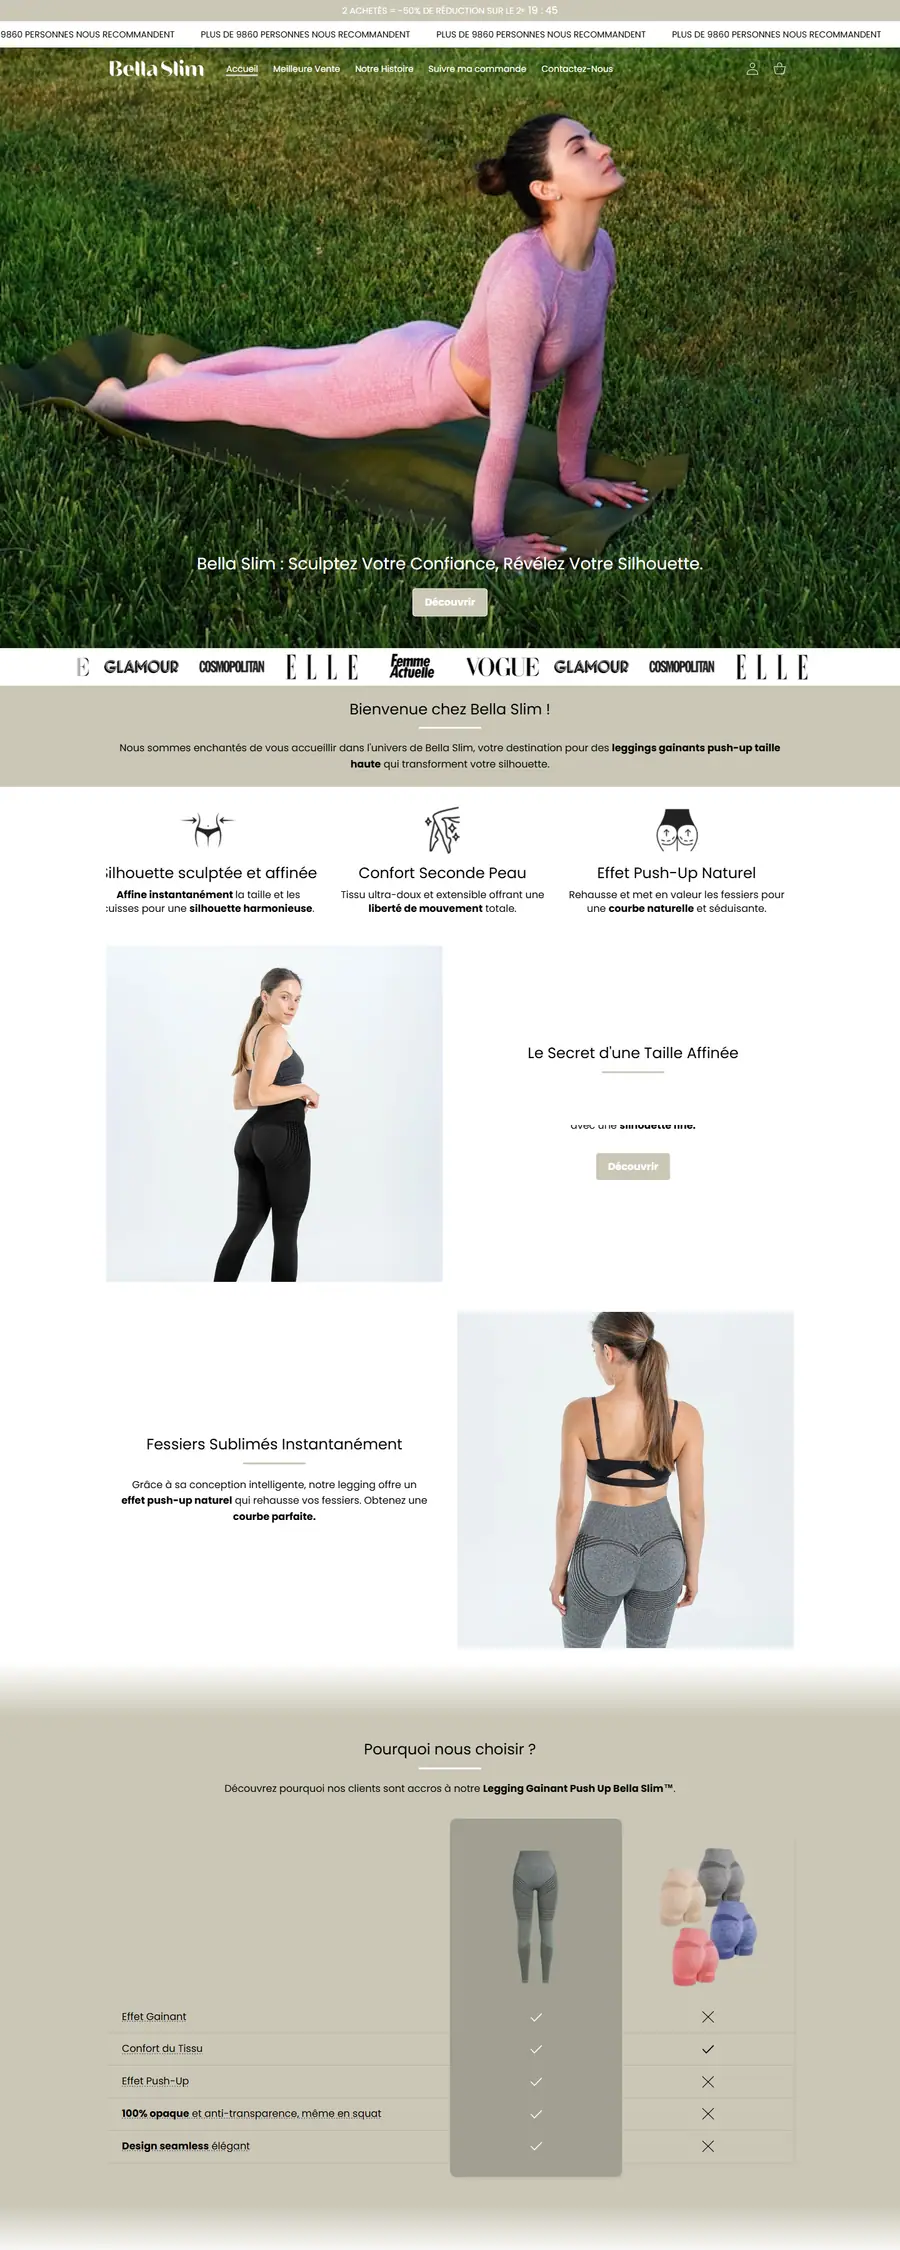 2 ACHETÉS = -50% DE RÉDUCTION SUR LE 2ᵉ 19 : 45
9860 PERSONNES NOUS RECOMMANDENT PLUS DE 9860 PERSONNES NOUS RECOMMANDENT PLUS DE 9860 PERSONNES NOUS RECOMMANDENT PLUS DE 9860 PERSONNES NOUS RECOMMANDENT
Bella Slim Accueil Meilleure Vente Notre Histoire Suivre ma commande Contactez-Nous
Bella Slim : Sculptez Votre Confiance, Révélez Votre Silhouette.
Découvrir
E GLAMOUR COSMOPOLITAN ELLE Femme Actuelle VOGUE GLAMOUR COSMOPOLITAN ELLE
Bienvenue chez Bella Slim !
Nous sommes enchantés de vous accueillir dans l'univers de Bella Slim, votre destination pour des leggings gainants push-up taille
haute qui transforment votre silhouette.
Silhouette sculptée et affinée
Affine instantanément la taille et les
cuisses pour une silhouette harmonieuse.
Confort Seconde Peau
Tissu ultra-doux et extensible offrant une
liberté de mouvement totale.
Effet Push-Up Naturel
Rehausse et met en valeur les fessiers pour
une courbe naturelle et séduisante.
Le Secret d'une Taille Affinée
avec une silhouette fine.
Découvrir
Fessiers Sublimés Instantanément
Grâce à sa conception intelligente, notre legging offre un
effet push-up naturel qui rehausse vos fessiers. Obtenez une
courbe parfaite.
Pourquoi nous choisir ?
Découvrez pourquoi nos clients sont accros à notre Legging Gainant Push Up Bella Slim™.
Effet Gainant
Confort du Tissu
Effet Push-Up
100% opaque et anti-transparence, même en squat
Design seamless élégant